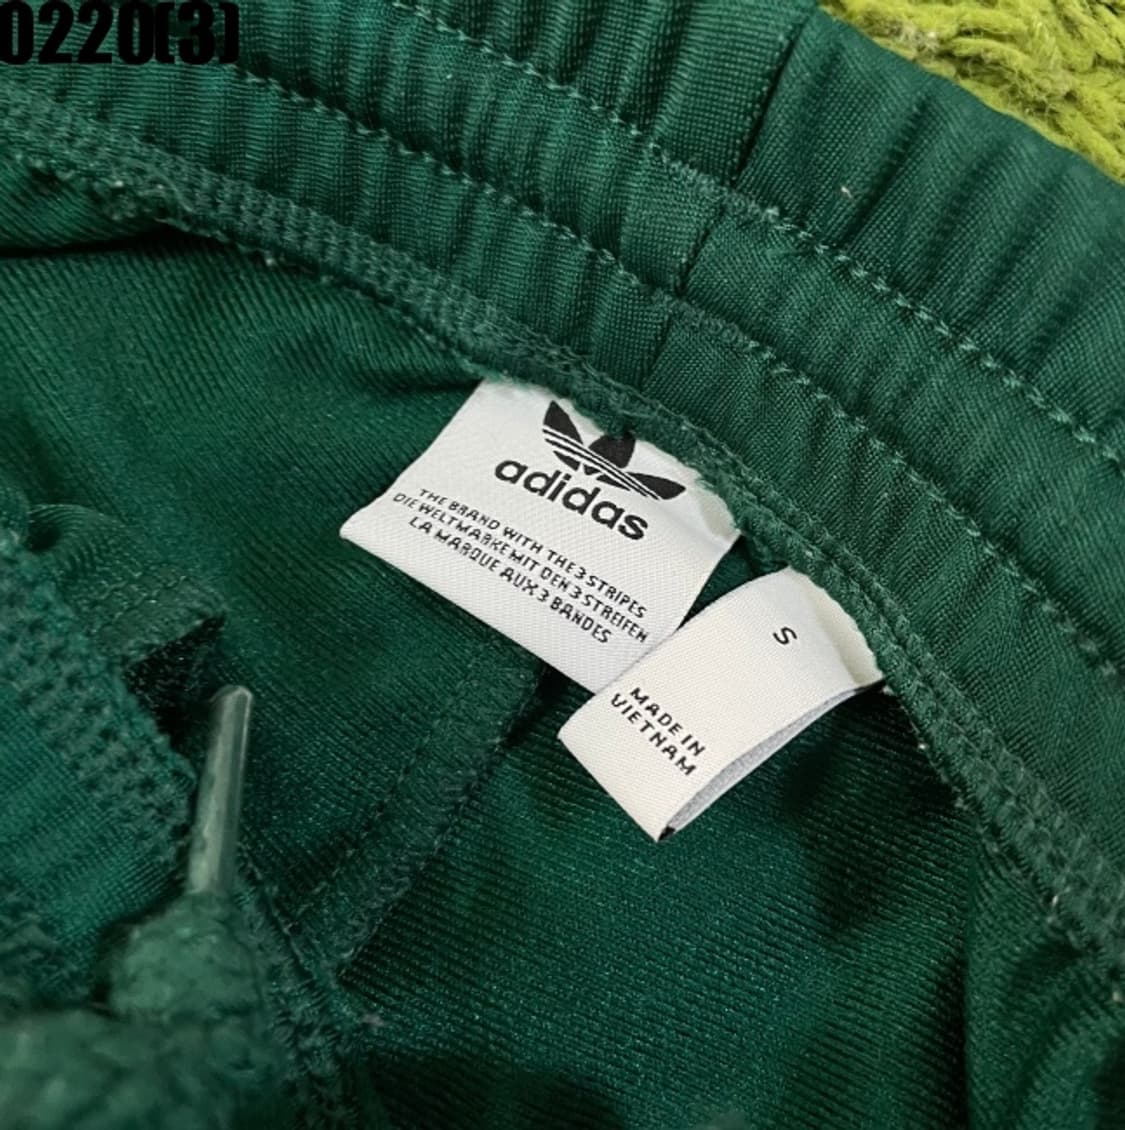 0220(3)
adidas
THE BRAND WITH THE 3 STRIPES
DIE WELTMARKE MIT DEN 3 STREIFEN
LA MARQUE AUX 3 BANDES
S
MADE IN
VIETNAM